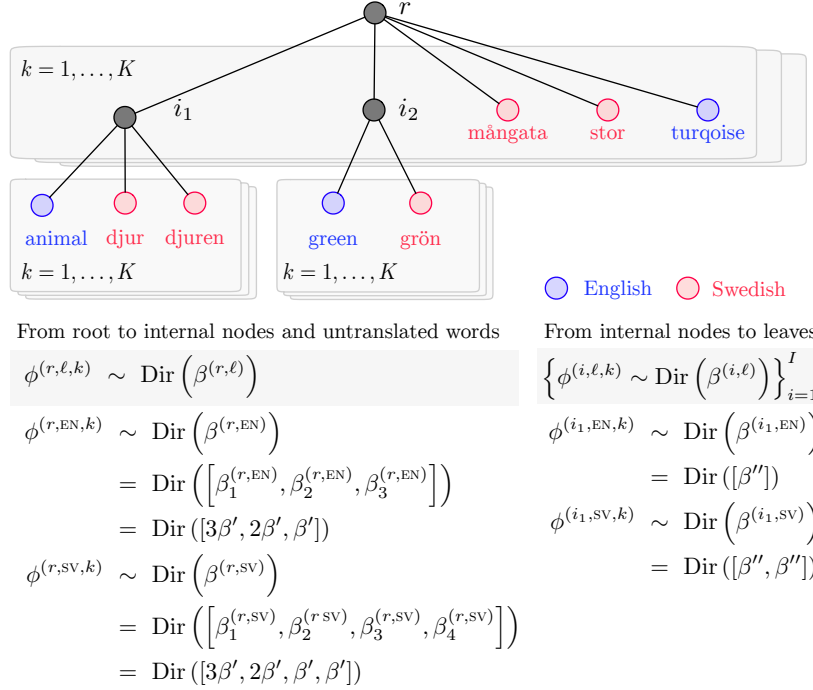 r
k = 1, . . . , K
i₁
i₂
mångata
stor
turqoise
animal
djur
djuren
green
grön
k = 1, . . . , K
k = 1, . . . , K
English
Swedish
From root to internal nodes and untranslated words
ϕ^(r,ℓ,k) ∼ Dir(β^(r,ℓ))
ϕ^(r,EN,k) ∼ Dir(β^(r,EN))
= Dir([β₁^(r,EN), β₂^(r,EN), β₃^(r,EN)])
= Dir([3β′, 2β′, β′])
ϕ^(r,SV,k) ∼ Dir(β^(r,SV))
= Dir([β₁^(r,SV), β₂^(r SV), β₃^(r,SV), β₄^(r,SV)])
= Dir([3β′, 2β′, β′, β′])
From internal nodes to leaves
{ϕ^(i,ℓ,k) ∼ Dir(β^(i,ℓ))}_{i=1}^I
ϕ^(i₁,EN,k) ∼ Dir(β^(i₁,EN))
= Dir([β′′])
ϕ^(i₁,SV,k) ∼ Dir(β^(i₁,SV))
= Dir([β′′, β′′])